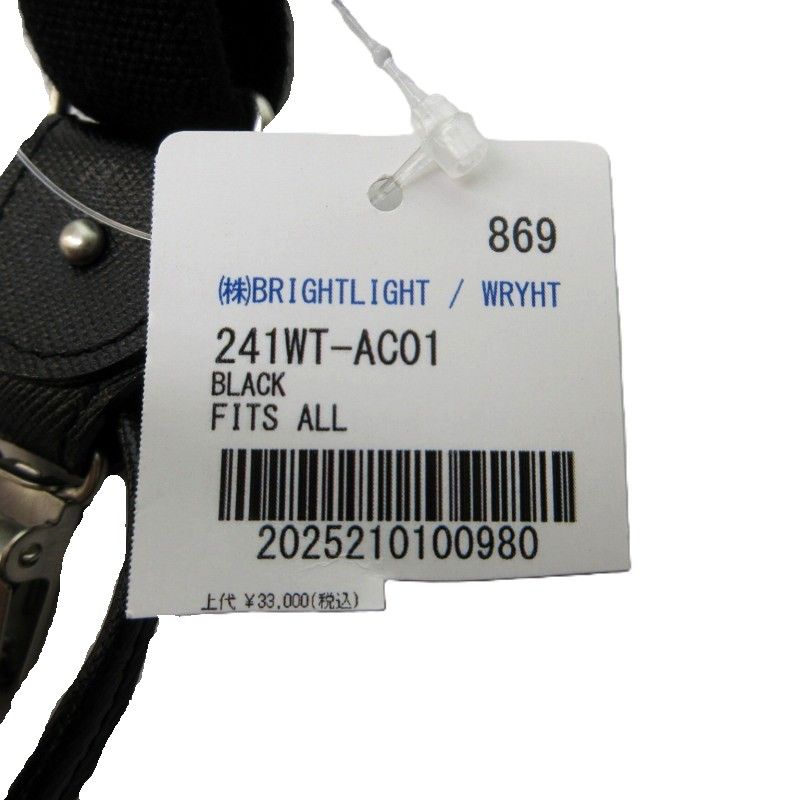 869
㈱BRIGHTLIGHT / WRYHT
241WT-AC01
BLACK
FITS ALL
2025210100980
上代 ¥33,000(税込)